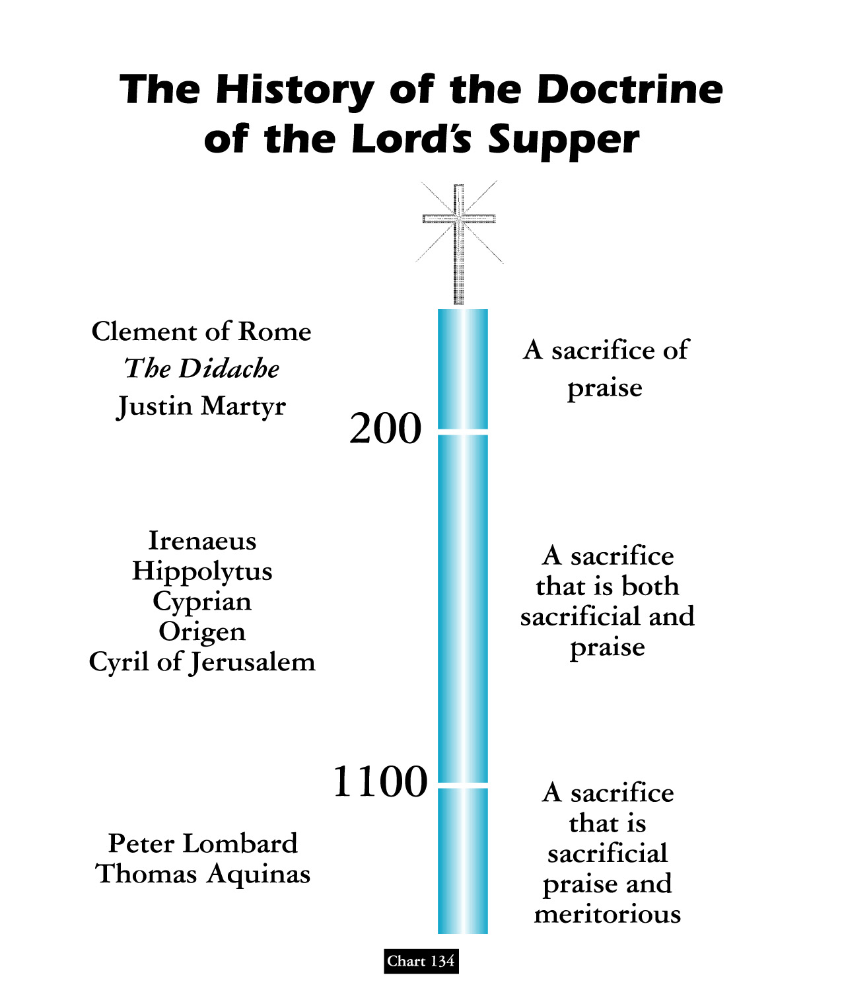 The History of the Doctrine
of the Lord's Supper
Clement of Rome
The Didache
Justin Martyr
A sacrifice of
praise
200
Irenaeus
Hippolytus
Cyprian
Origen
Cyril of Jerusalem
A sacrifice
that is both
sacrificial and
praise
1100
Peter Lombard
Thomas Aquinas
A sacrifice
that is
sacrificial
praise and
meritorious
Chart 134